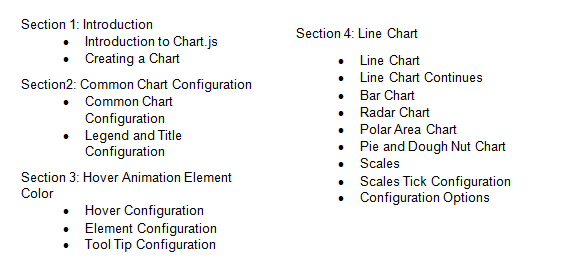 Section 1: Introduction
• Introduction to Chart.js
• Creating a Chart
Section2: Common Chart Configuration
• Common Chart
Configuration
• Legend and Title
Configuration
Section 3: Hover Animation Element
Color
• Hover Configuration
• Element Configuration
• Tool Tip Configuration
Section 4: Line Chart
• Line Chart
• Line Chart Continues
• Bar Chart
• Radar Chart
• Polar Area Chart
• Pie and Dough Nut Chart
• Scales
• Scales Tick Configuration
• Configuration Options